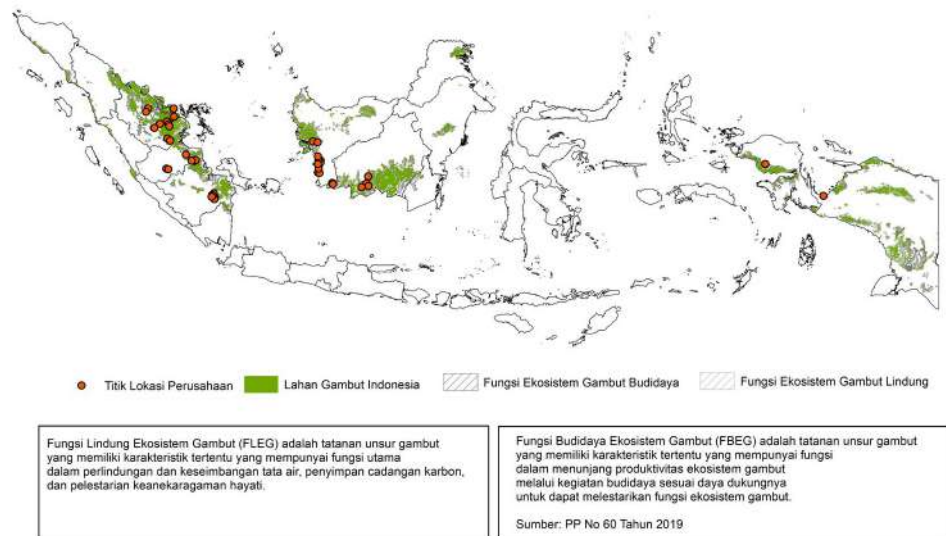 Titik Lokasi Perusahaan
Lahan Gambut Indonesia
Fungsi Ekosistem Gambut Budidaya
Fungsi Ekosistem Gambut Lindung
Fungsi Lindung Ekosistem Gambut (FLEG) adalah tatanan unsur gambut
yang memiliki karakteristik tertentu yang mempunyai fungsi utama
dalam perlindungan dan keseimbangan tata air, penyimpan cadangan karbon,
dan pelestarian keanekaragaman hayati.
Fungsi Budidaya Ekosistem Gambut (FBEG) adalah tatanan unsur gambut
yang memiliki karakteristik tertentu yang mempunyai fungsi
dalam menunjang produktivitas ekosistem gambut
melalui kegiatan budidaya sesuai daya dukungnya
untuk dapat melestarikan fungsi ekosistem gambut.
Sumber: PP No 60 Tahun 2019